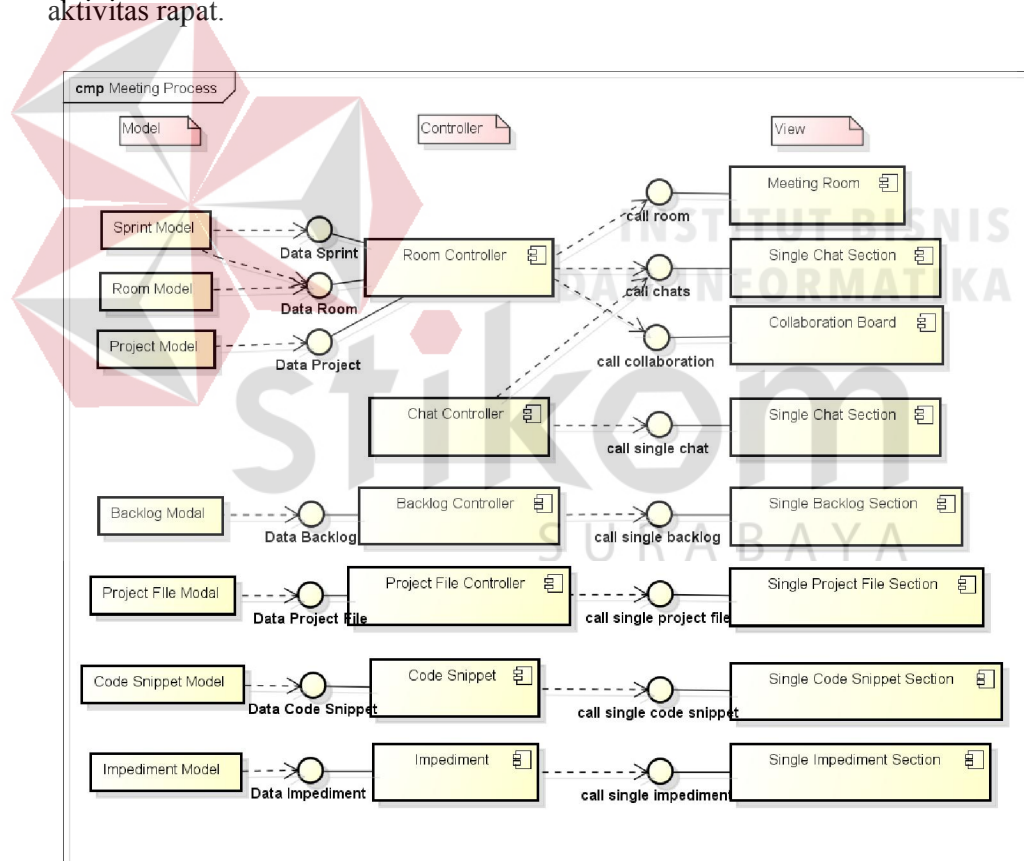 aktivitas rapat.
cmp Meeting Process
Model
Controller
View
Meeting Room
call room
INSTITUT BISNIS
Sprint Model
Data Sprint
Room Controller
call chats
Single Chat Section
DAN INFORMATIKA
Room Model
Data Room
Collaboration Board
Project Model
Data Project
call collaboration
stikom
Chat Controller
call single chat
Single Chat Section
Backlog Modal
Data Backlog
Backlog Controller
call single backlog
Single Backlog Section
SURABAYA
Project FIle Modal
Data Project File
Project File Controller
call single project file
Single Project File Section
Code Snippet Model
Data Code Snippet
Code Snippet
call single code snippet
Single Code Snippet Section
Impediment Model
Data Impediment
Impediment
call single impediment
Single Impediment Section